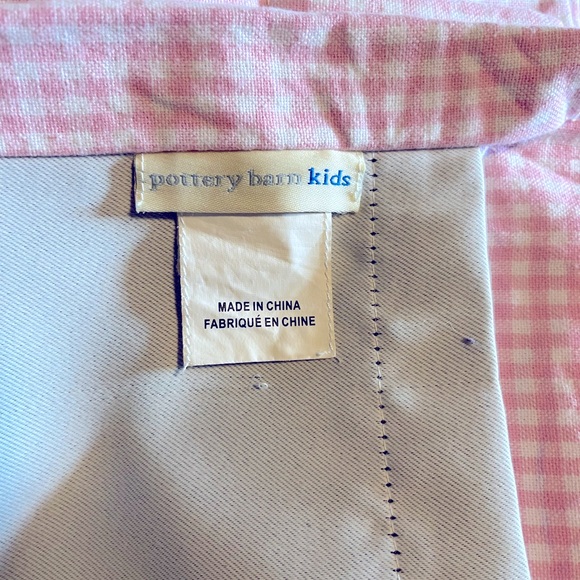 pottery barn kids
MADE IN CHINA
FABRIQUÉ EN CHINE